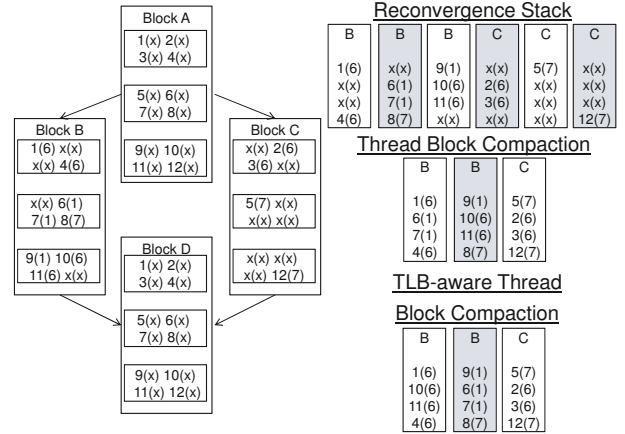 Block A
1(x) 2(x)
3(x) 4(x)
5(x) 6(x)
7(x) 8(x)
9(x) 10(x)
11(x) 12(x)
Block B
1(6) x(x)
x(x) 4(6)
x(x) 6(1)
7(1) 8(7)
9(1) 10(6)
11(6) x(x)
Block C
x(x) 2(6)
3(6) x(x)
5(7) x(x)
x(x) x(x)
x(x) x(x)
x(x) 12(7)
Block D
1(x) 2(x)
3(x) 4(x)
5(x) 6(x)
7(x) 8(x)
9(x) 10(x)
11(x) 12(x)
Reconvergence Stack
B B B C C C
1(6) x(x) 9(1) x(x) 5(7) x(x)
x(x) 6(1) 10(6) 2(6) x(x) x(x)
x(x) 7(1) 11(6) 3(6) x(x) x(x)
4(6) 8(7) x(x) x(x) x(x) 12(7)
Thread Block Compaction
B B C
1(6) 9(1) 5(7)
6(1) 10(6) 2(6)
7(1) 11(6) 3(6)
4(6) 8(7) 12(7)
TLB-aware Thread
Block Compaction
B B C
1(6) 9(1) 5(7)
10(6) 6(1) 2(6)
11(6) 7(1) 3(6)
4(6) 8(7) 12(7)